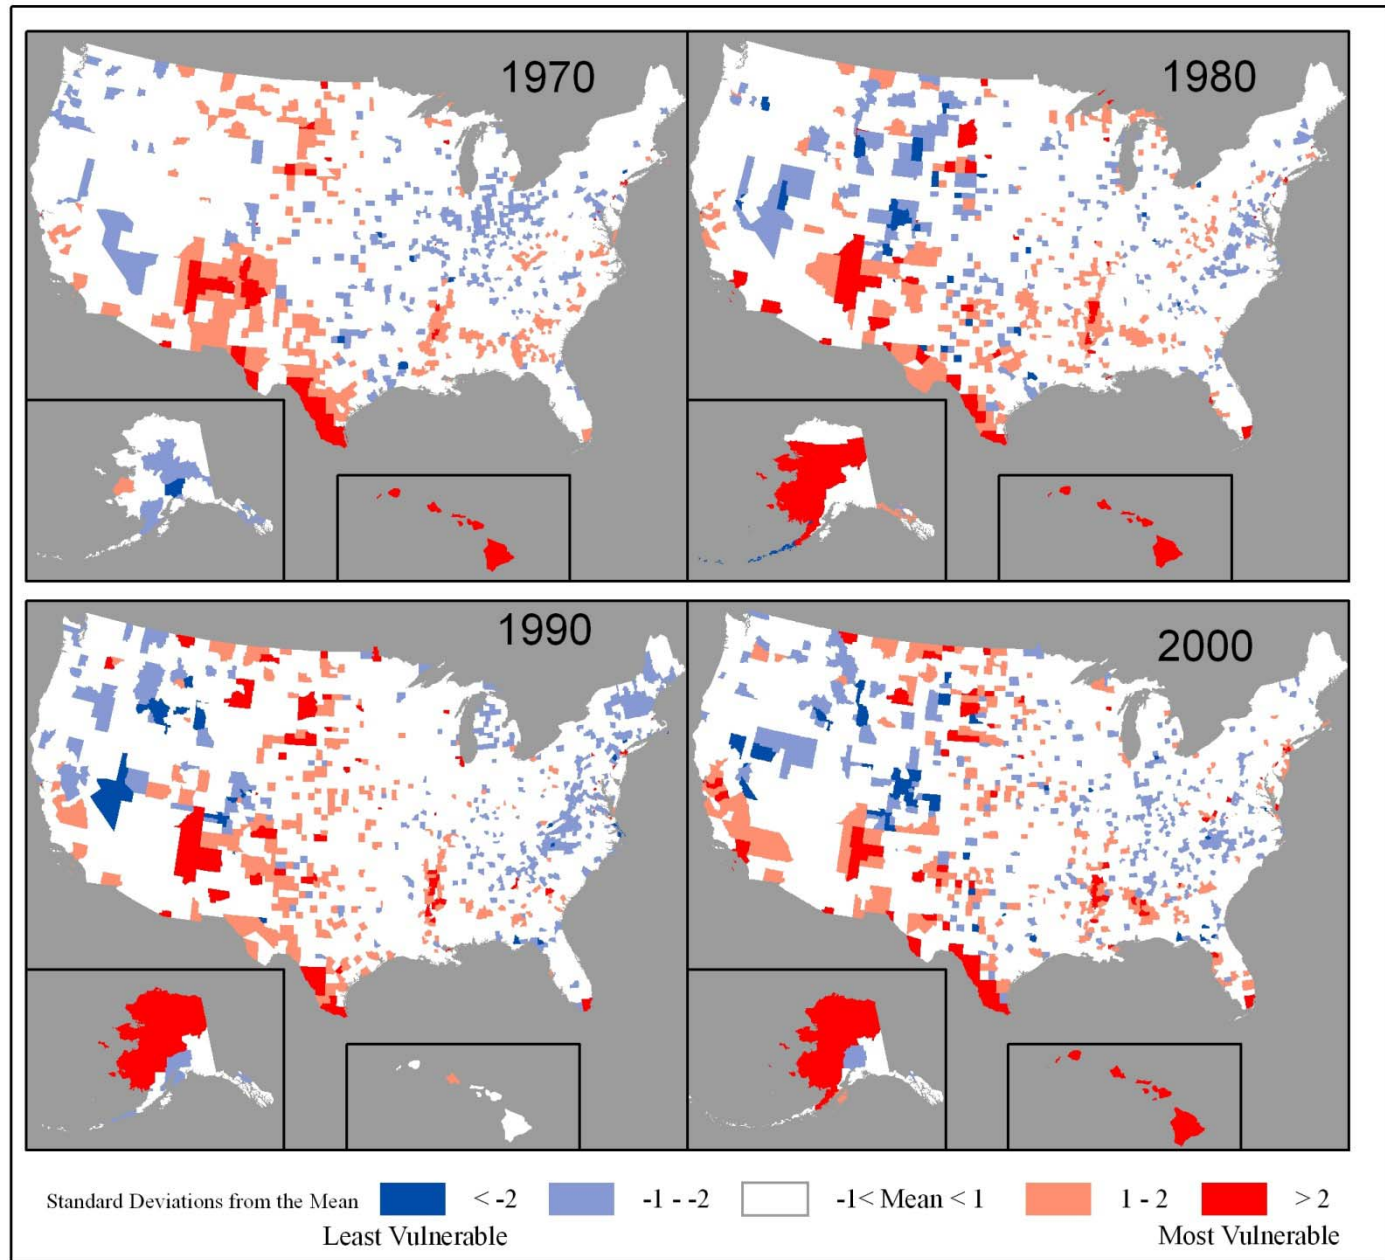 1970
1980
1990
2000
Standard Deviations from the Mean < -2 -1 - -2 -1< Mean < 1 1 - 2 > 2
Least Vulnerable Most Vulnerable